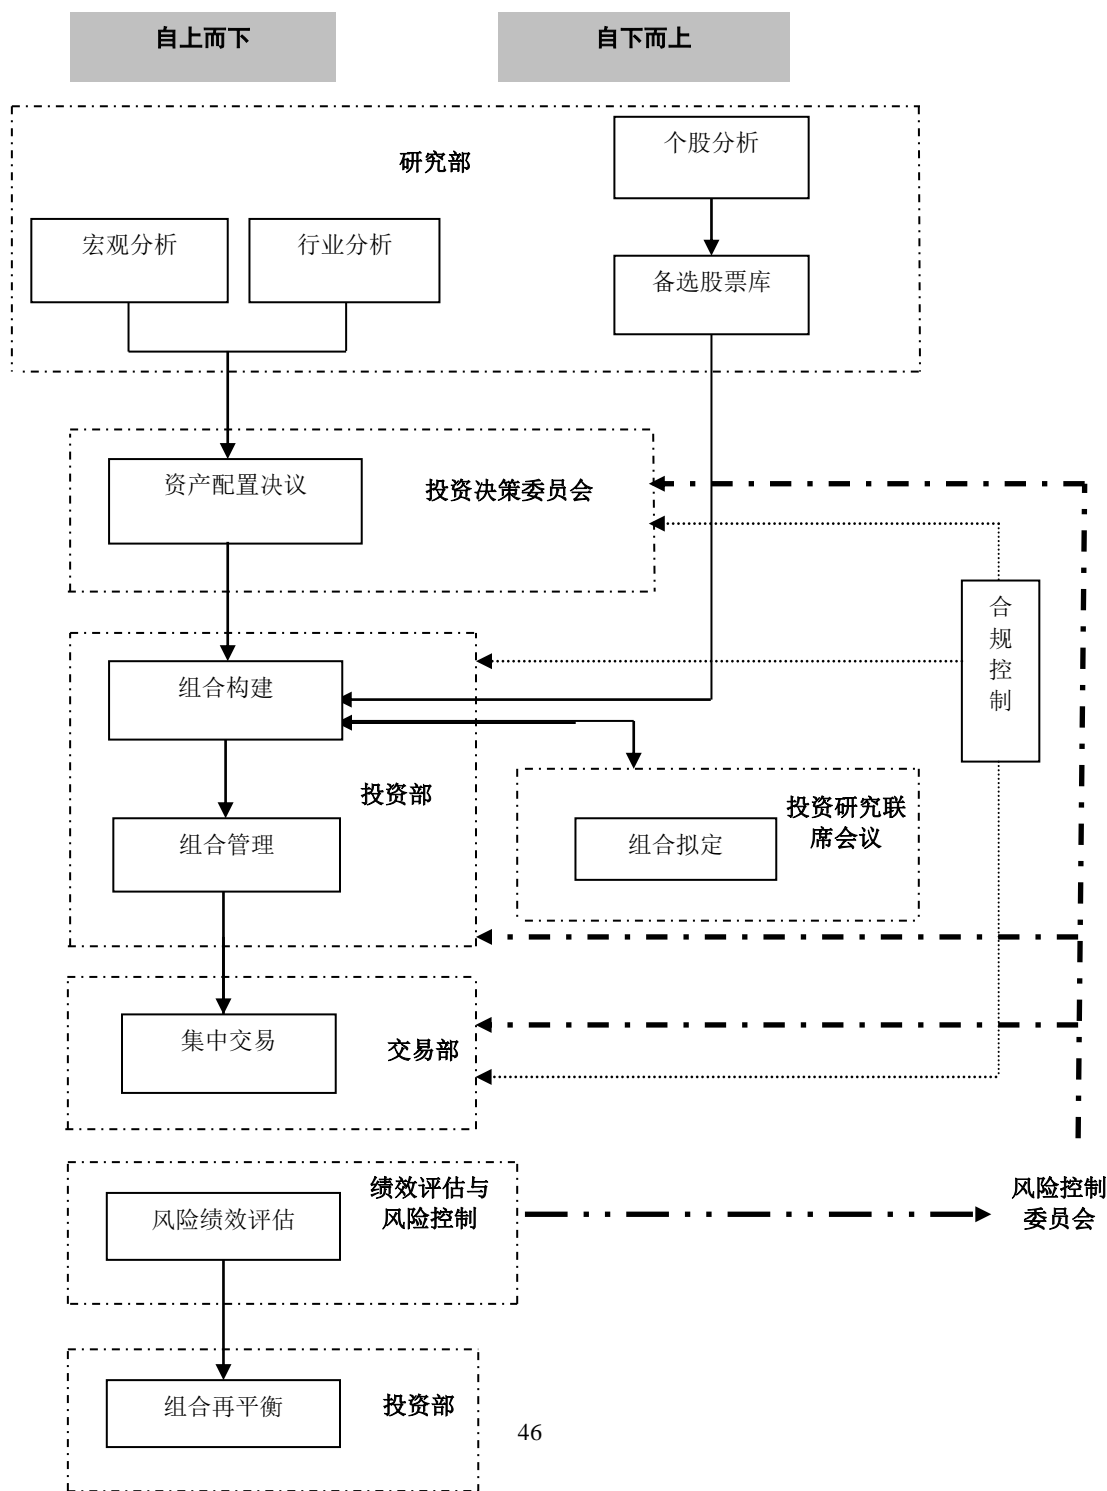 自上而下
自下而上
个股分析
研究部
宏观分析
行业分析
备选股票库
资产配置决议
投资决策委员会
合
规
控
制
组合构建
投资部
投资研究联
席会议
组合管理
组合拟定
集中交易
交易部
绩效评估与
风险控制
风险绩效评估
风险控制
委员会
组合再平衡
投资部
46